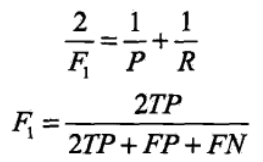 2/F₁ = 1/P + 1/R
F₁ = 2TP/(2TP + FP + FN)